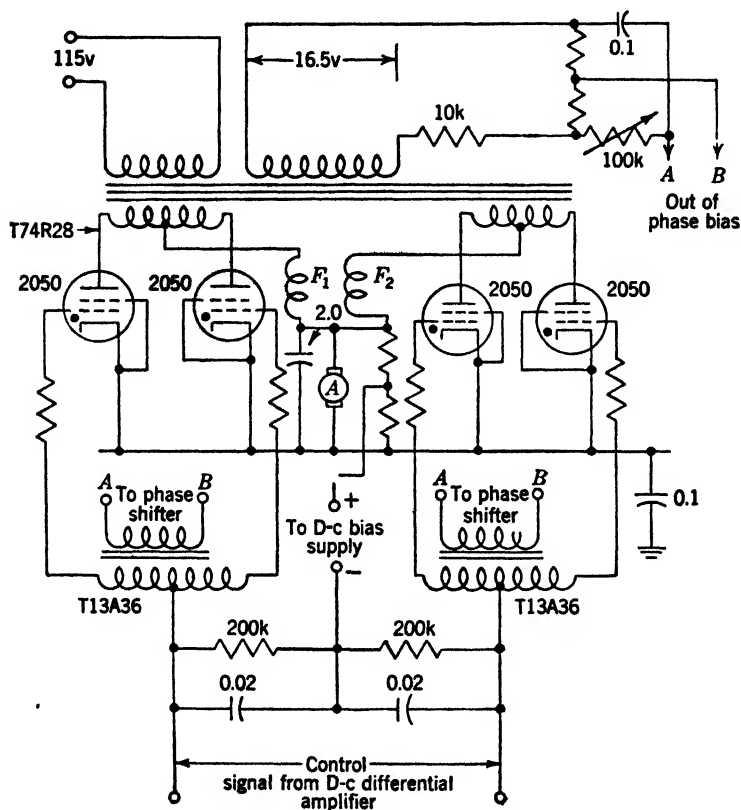 115v
16.5v
0.1
10k
100k
A
B
Out of
phase bias
T74R28
2050
2050
F1
F2
2.0
2050
2050
A
A
B
To phase
shifter
+
To D-c bias
supply
−
A
B
To phase
shifter
0.1
T13A36
T13A36
200k
200k
0.02
0.02
Control
signal from D-c differential
amplifier